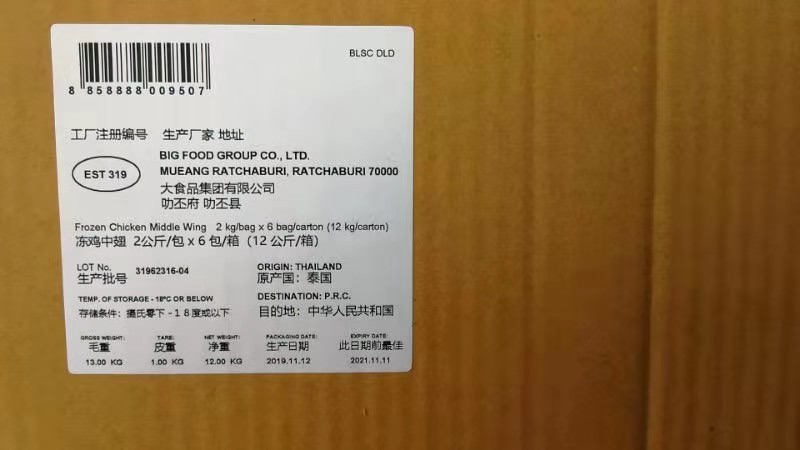 BLSC DLD
8 858888 009507
工厂注册编号 生产厂家 地址
EST 319
BIG FOOD GROUP CO., LTD.
MUEANG RATCHABURI, RATCHABURI 70000
大食品集团有限公司
叻丕府 叻丕县
Frozen Chicken Middle Wing 2 kg/bag x 6 bag/carton (12 kg/carton)
冻鸡中翅 2公斤/包 x 6 包/箱（12 公斤/箱）
LOT No. 31962316-04
生产批号
ORIGIN: THAILAND
原产国：泰国
TEMP. OF STORAGE - 18ºC OR BELOW
存储条件：摄氏零下 -１８度或以下
DESTINATION: P.R.C.
目的地：中华人民共和国
GROSS WEIGHT: TARE: NET WEIGHT: PACKAGING DATE: EXPIRY DATE:
毛重 皮重 净重 生产日期 此日期前最佳
13.00 KG 1.00 KG 12.00 KG 2019.11.12 2021.11.11